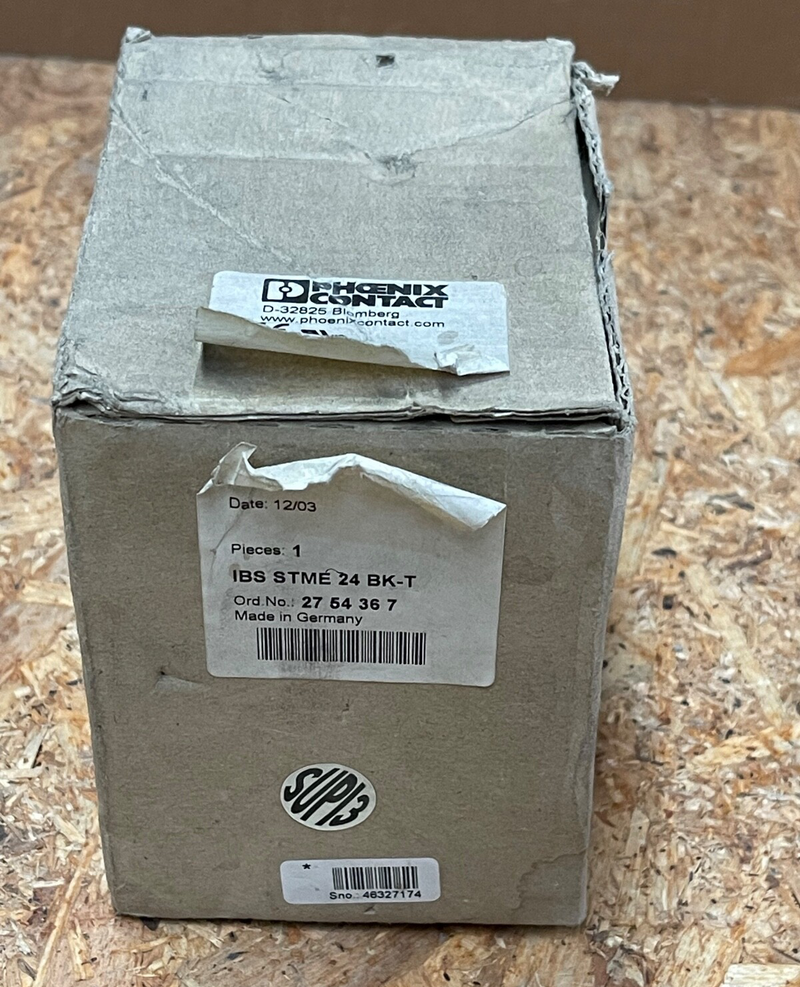 PHŒNIX
CONTACT
D-32825 Blomberg
www.phoenixcontact.com
Date: 12/03
Pieces: 1
IBS STME 24 BK-T
Ord.No.: 27 54 36 7
Made in Germany
SUPI3
*
Sno.: 46327174